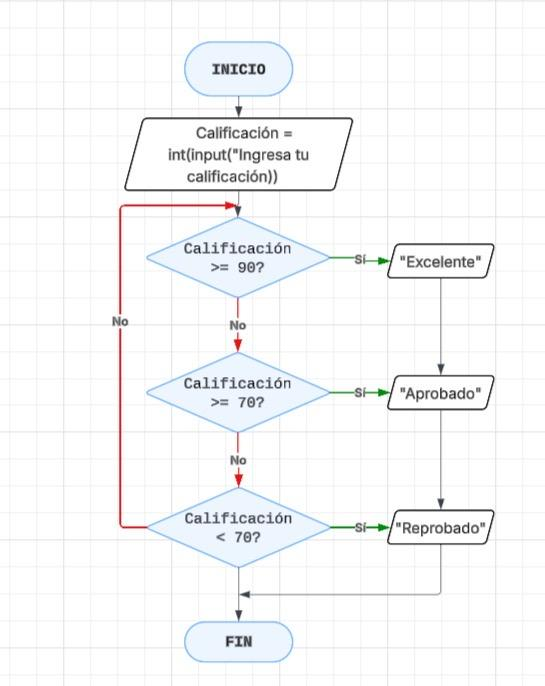 INICIO
Calificación =
int(input("Ingresa tu
calificación))
Calificación
>= 90?
Sí
"Excelente"
No
No
Calificación
>= 70?
Sí
"Aprobado"
No
Calificación
< 70?
Sí
"Reprobado"
FIN